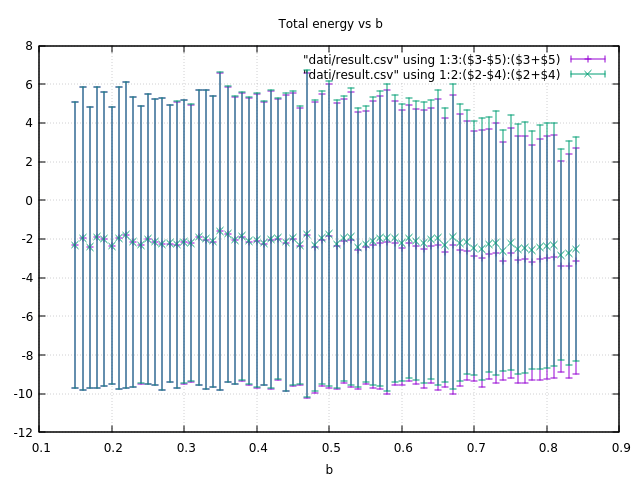 Total energy vs b
8
"dati/result.csv" using 1:3:($3-$5):($3+$5)
"dati/result.csv" using 1:2:($2-$4):($2+$4)
6
4
2
0
-2
-4
-6
-8
-10
-12
0.1 0.2 0.3 0.4 0.5 0.6 0.7 0.8 0.9
b